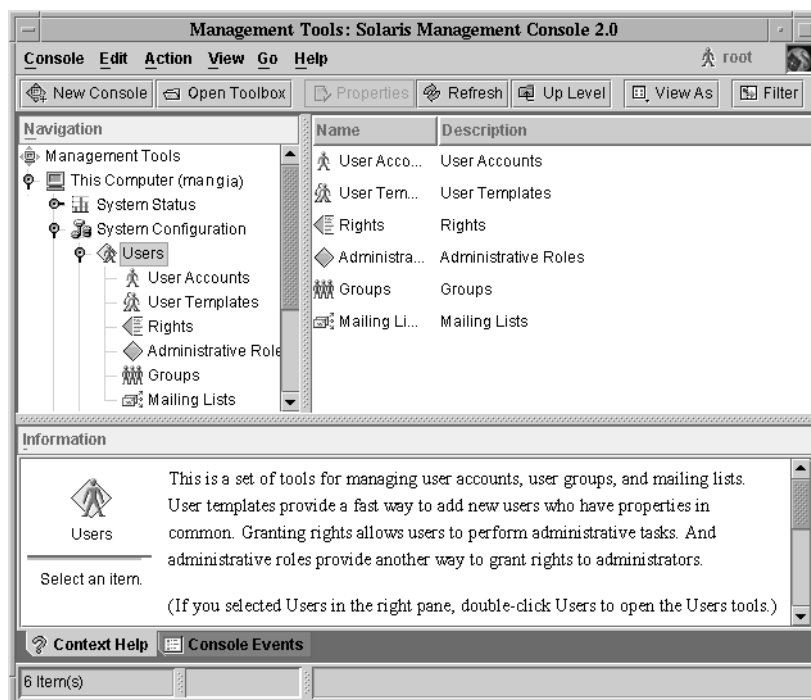 Management Tools: Solaris Management Console 2.0
Console Edit Action View Go Help root
New Console Open Toolbox Properties Refresh Up Level View As Filter
Navigation
Management Tools
This Computer (mangia)
System Status
System Configuration
Users
User Accounts
User Templates
Rights
Administrative Role
Groups
Mailing Lists
Name Description
User Acco... User Accounts
User Tem... User Templates
Rights Rights
Administra... Administrative Roles
Groups Groups
Mailing Li... Mailing Lists
Information
Users
Select an item.
This is a set of tools for managing user accounts, user groups, and mailing lists.
User templates provide a fast way to add new users who have properties in
common. Granting rights allows users to perform administrative tasks. And
administrative roles provide another way to grant rights to administrators.
(If you selected Users in the right pane, double-click Users to open the Users tools.)
Context Help Console Events
6 Item(s)